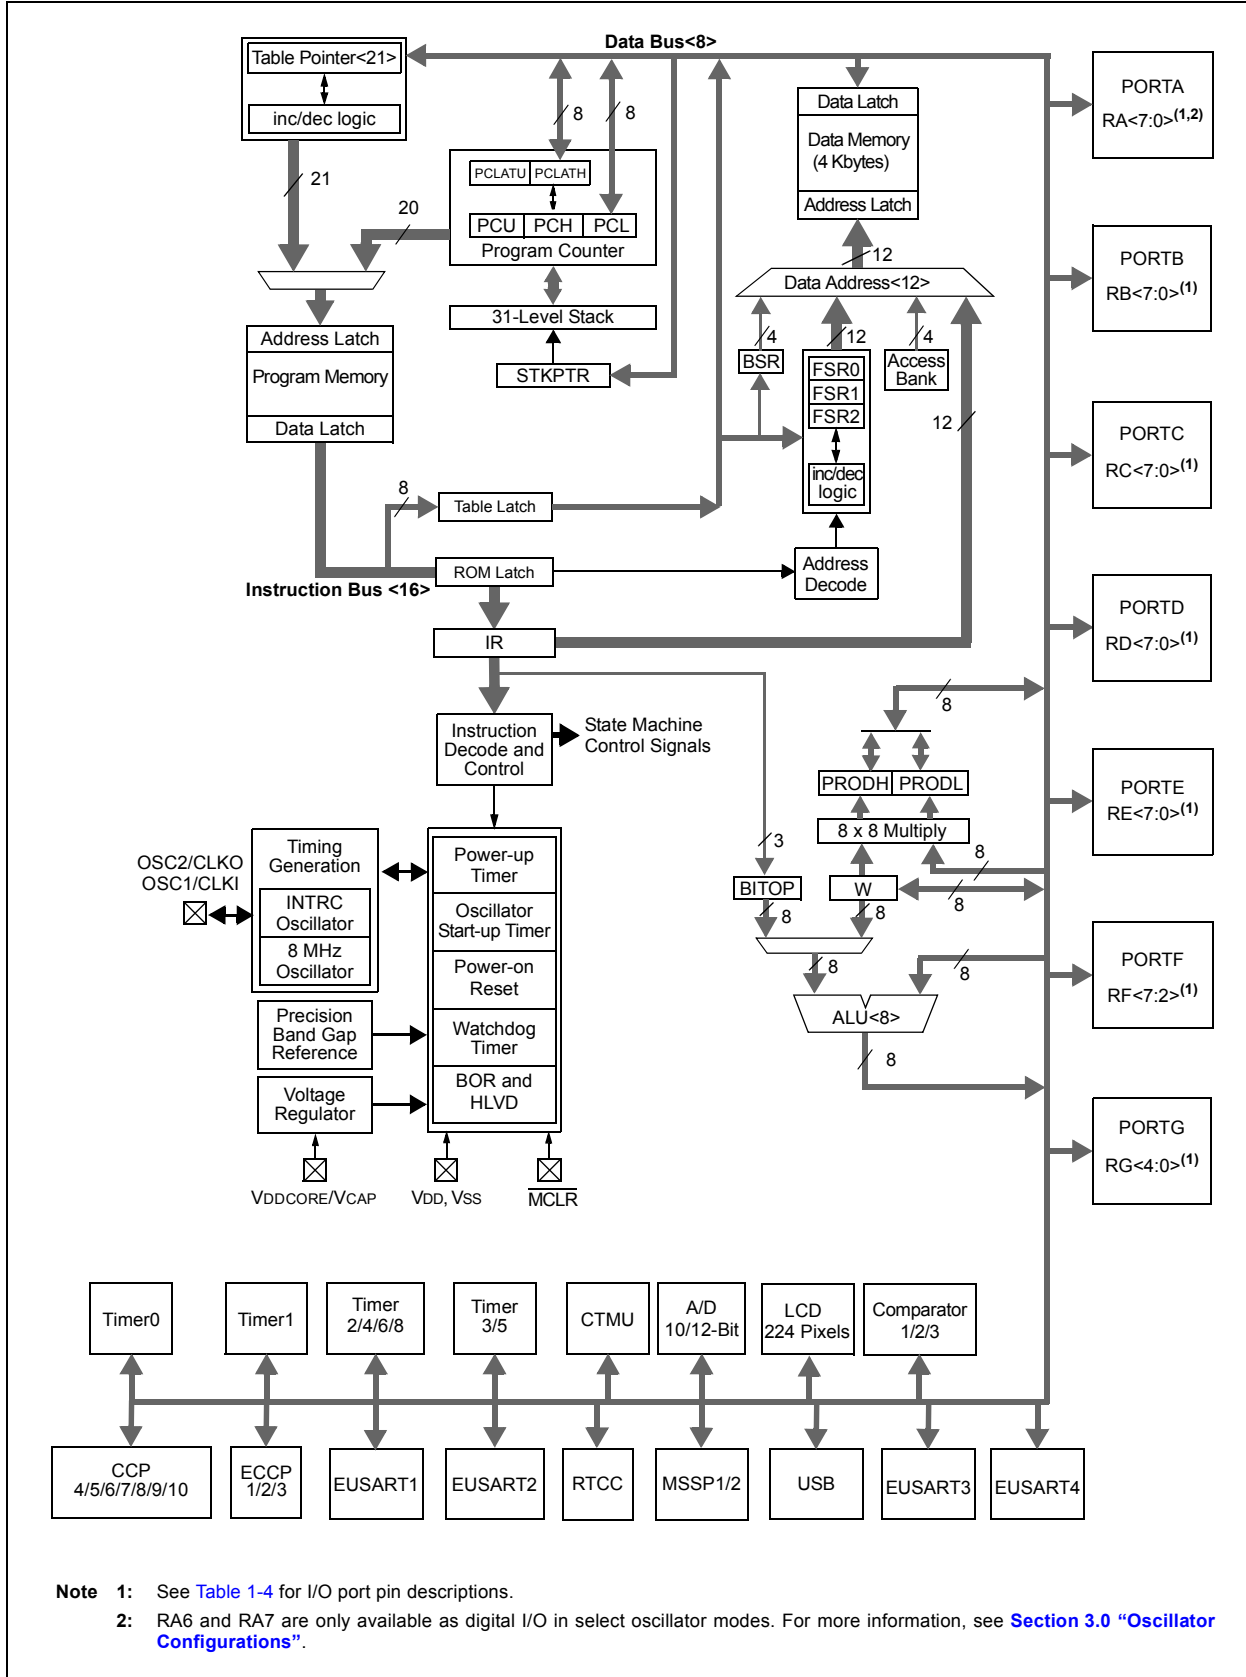 Data Bus<8>
Table Pointer<21>
inc/dec logic
21
20
8
8
PCLATU PCLATH
PCU PCH PCL
Program Counter
31-Level Stack
STKPTR
Data Latch
Data Memory
(4 Kbytes)
Address Latch
12
Data Address<12>
4
12
4
BSR
FSR0
FSR1
FSR2
inc/dec
logic
Access
Bank
12
Address Latch
Program Memory
Data Latch
8
Table Latch
ROM Latch
Instruction Bus <16>
Address
Decode
IR
Instruction
Decode and
Control
State Machine
Control Signals
8
PRODH PRODL
8 x 8 Multiply
3
8
BITOP
W
8
8
8
8
8
ALU<8>
8
OSC2/CLKO
OSC1/CLKI
Timing
Generation
INTRC
Oscillator
8 MHz
Oscillator
Precision
Band Gap
Reference
Voltage
Regulator
Power-up
Timer
Oscillator
Start-up Timer
Power-on
Reset
Watchdog
Timer
BOR and
HLVD
VDDCORE/VCAP
VDD, VSS
MCLR
PORTA
RA<7:0>(1,2)
PORTB
RB<7:0>(1)
PORTC
RC<7:0>(1)
PORTD
RD<7:0>(1)
PORTE
RE<7:0>(1)
PORTF
RF<7:2>(1)
PORTG
RG<4:0>(1)
Timer0
Timer1
Timer
2/4/6/8
Timer
3/5
CTMU
A/D
10/12-Bit
LCD
224 Pixels
Comparator
1/2/3
CCP
4/5/6/7/8/9/10
ECCP
1/2/3
EUSART1
EUSART2
RTCC
MSSP1/2
USB
EUSART3
EUSART4
Note 1: See Table 1-4 for I/O port pin descriptions.
2: RA6 and RA7 are only available as digital I/O in select oscillator modes. For more information, see Section 3.0 “Oscillator
Configurations”.